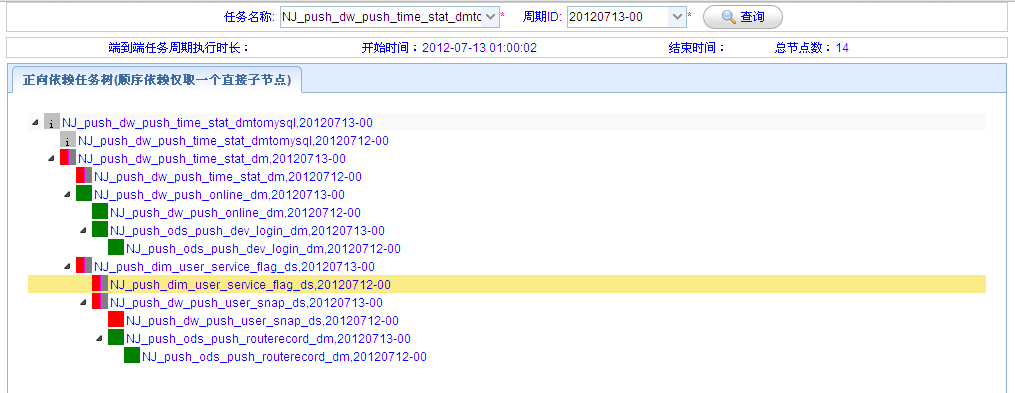 任务名称: NJ_push_dw_push_time_stat_dmtc * 周期ID: 20120713-00 * 查询
端到端任务周期执行时长： 开始时间：2012-07-13 01:00:02 结束时间： 总节点数：14
正向依赖任务树(顺序依赖仅取一个直接子节点)
i NJ_push_dw_push_time_stat_dmtomysql,20120713-00
i NJ_push_dw_push_time_stat_dmtomysql,20120712-00
NJ_push_dw_push_time_stat_dm,20120713-00
NJ_push_dw_push_time_stat_dm,20120712-00
NJ_push_dw_push_online_dm,20120713-00
NJ_push_dw_push_online_dm,20120712-00
NJ_push_ods_push_dev_login_dm,20120713-00
NJ_push_ods_push_dev_login_dm,20120712-00
NJ_push_dim_user_service_flag_ds,20120713-00
NJ_push_dim_user_service_flag_ds,20120712-00
NJ_push_dw_push_user_snap_ds,20120713-00
NJ_push_dw_push_user_snap_ds,20120712-00
NJ_push_ods_push_routerecord_dm,20120713-00
NJ_push_ods_push_routerecord_dm,20120712-00